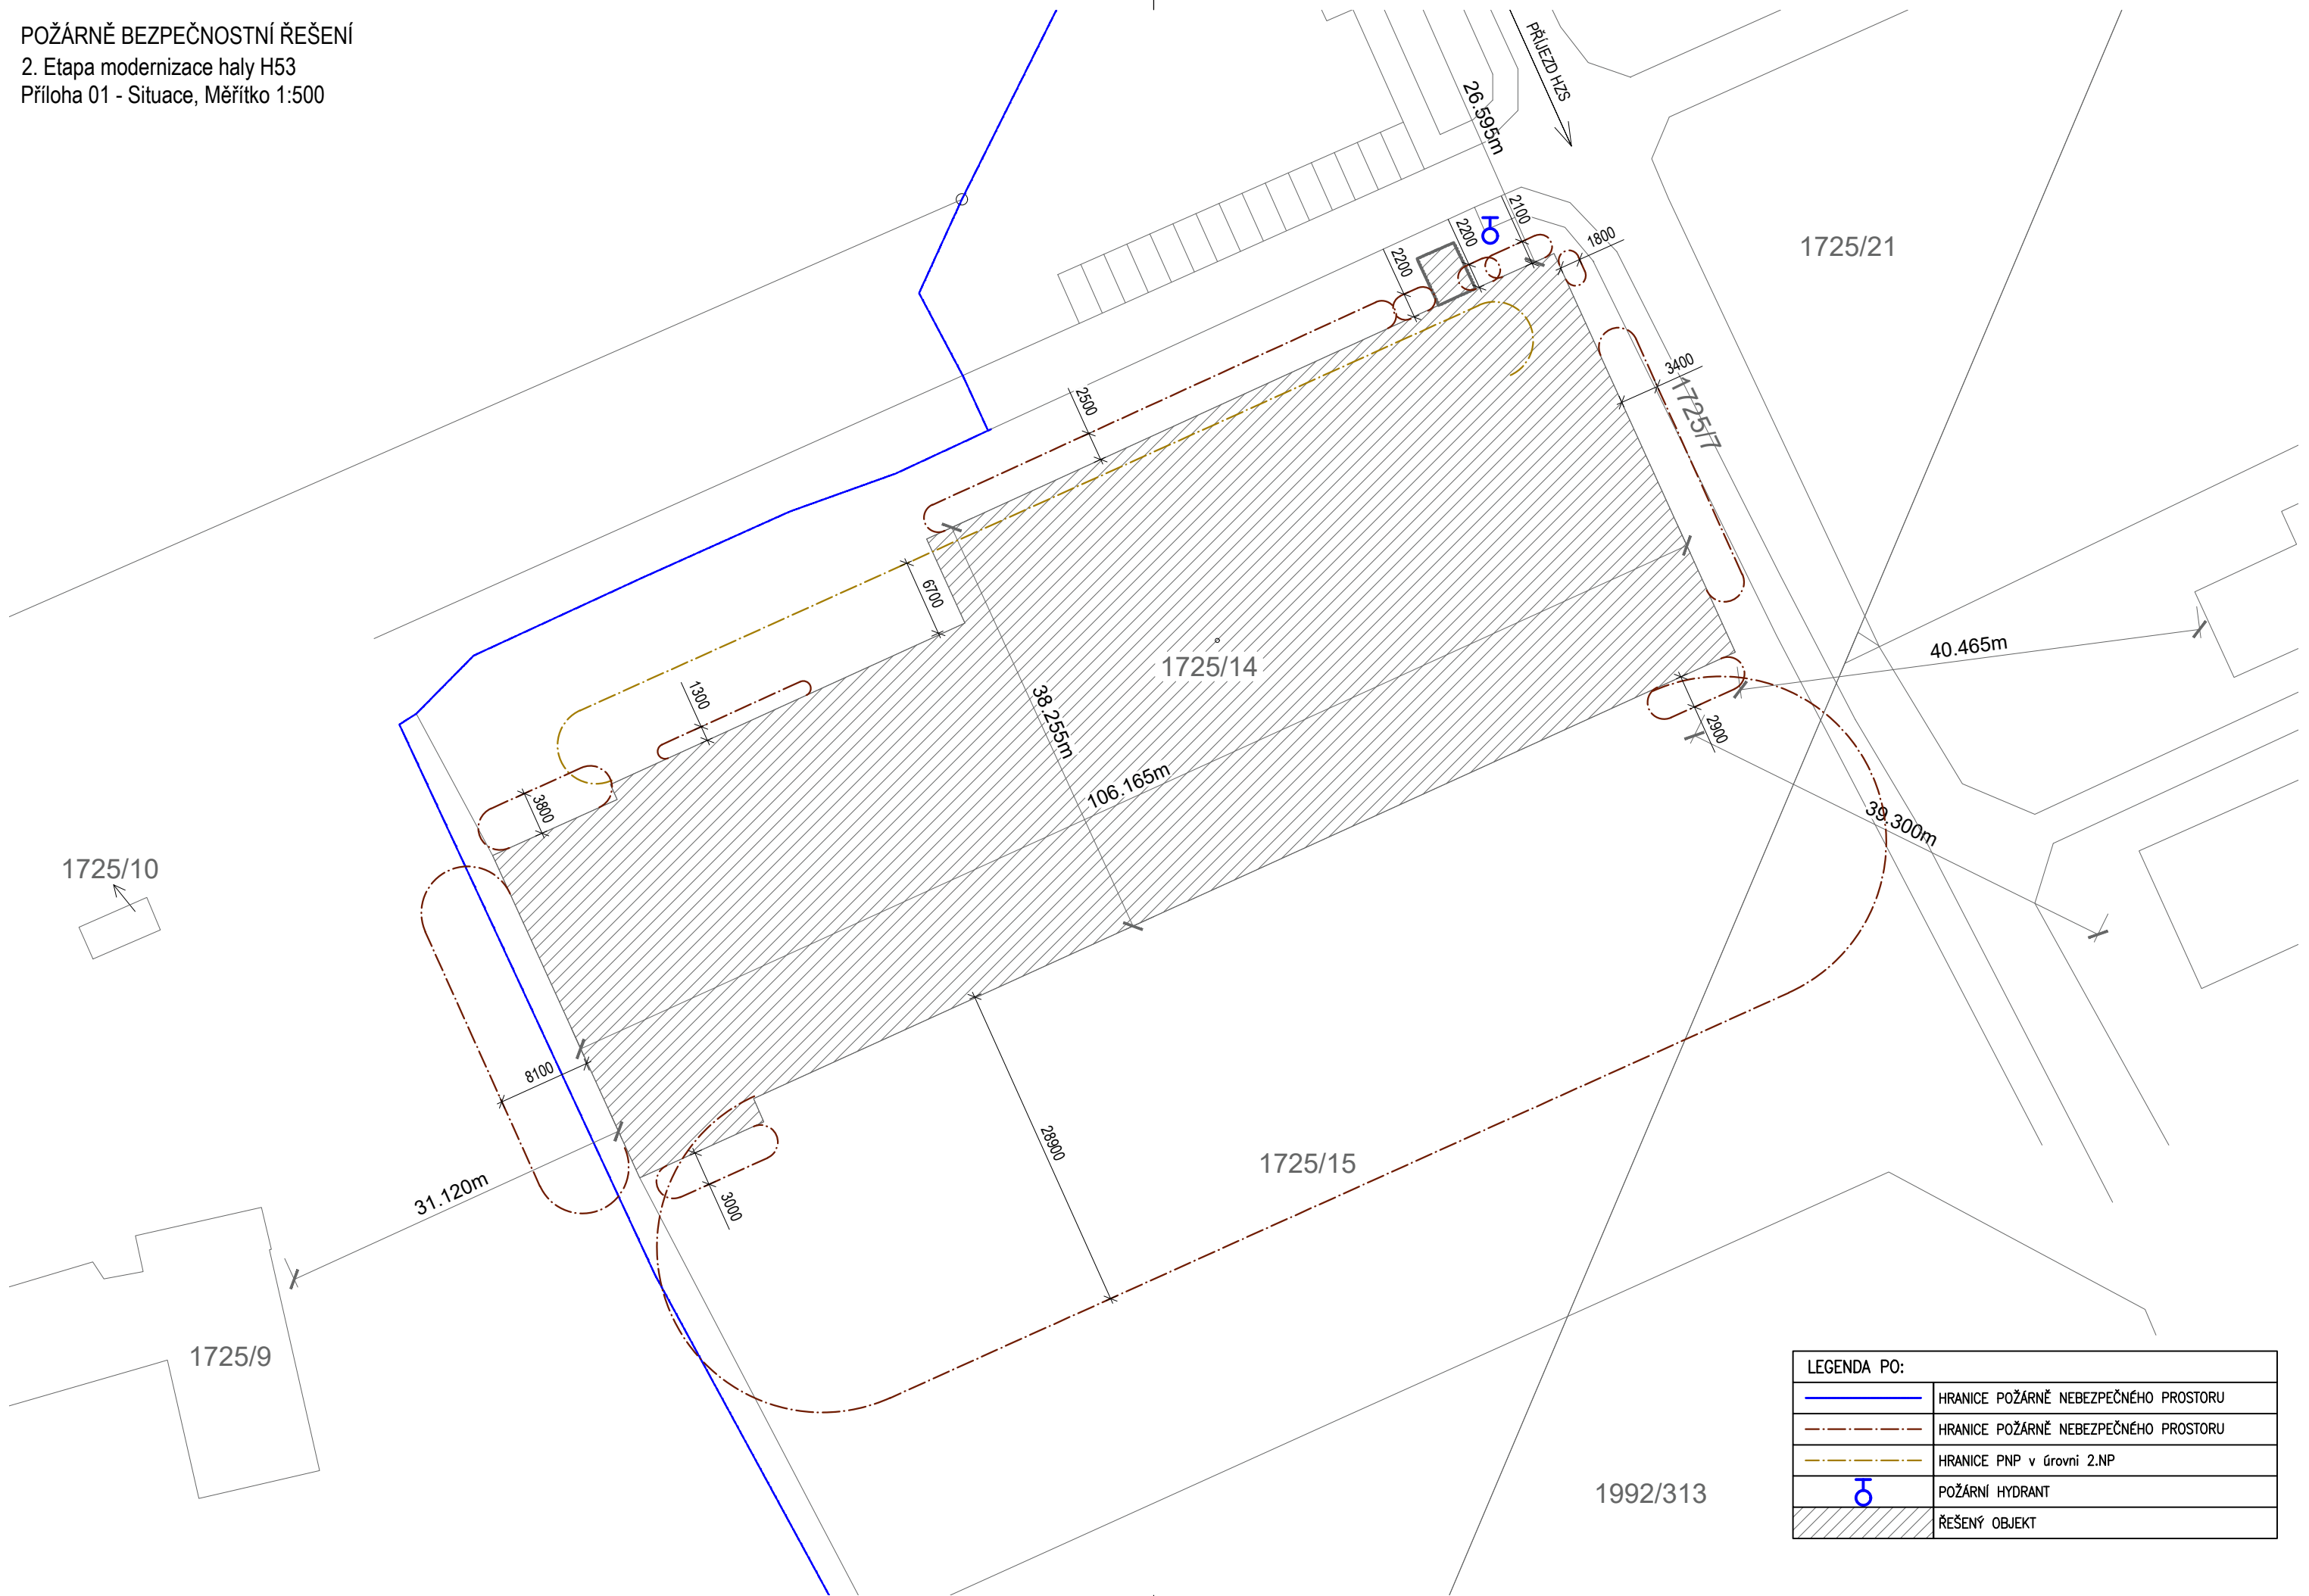 POŽÁRNĚ BEZPEČNOSTNÍ ŘEŠENÍ
2. Etapa modernizace haly H53
Příloha 01 - Situace, Měřítko 1:500
PŘÍJEZD HZS
26.595m
2100
2200
2200
1800
1725/21
3400
1725/7
2500
6700
1725/14
40.465m
1300
38.255m
2900
106.165m
3800
39.300m
1725/10
8100
28900
1725/15
31.120m
3000
1725/9
1992/313
LEGENDA PO:
HRANICE POŽÁRNĚ NEBEZPEČNÉHO PROSTORU
HRANICE POŽÁRNĚ NEBEZPEČNÉHO PROSTORU
HRANICE PNP v úrovni 2.NP
POŽÁRNÍ HYDRANT
ŘEŠENÝ OBJEKT